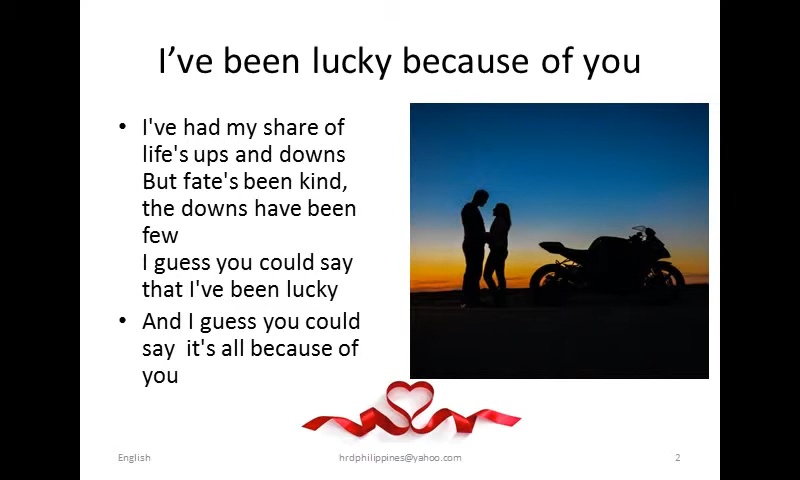 I’ve been lucky because of you
• I've had my share of
life's ups and downs
But fate's been kind,
the downs have been
few
I guess you could say
that I've been lucky
• And I guess you could
say  it's all because of
you
English
hrdphilippines@yahoo.com
2